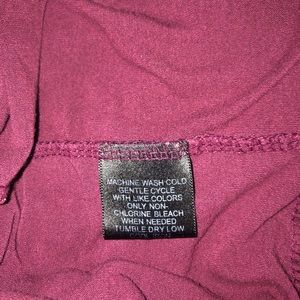 MACHINE WASH COLD
GENTLE CYCLE
WITH LIKE COLORS
ONLY NON-
CHLORINE BLEACH
WHEN NEEDED
TUMBLE DRY LOW